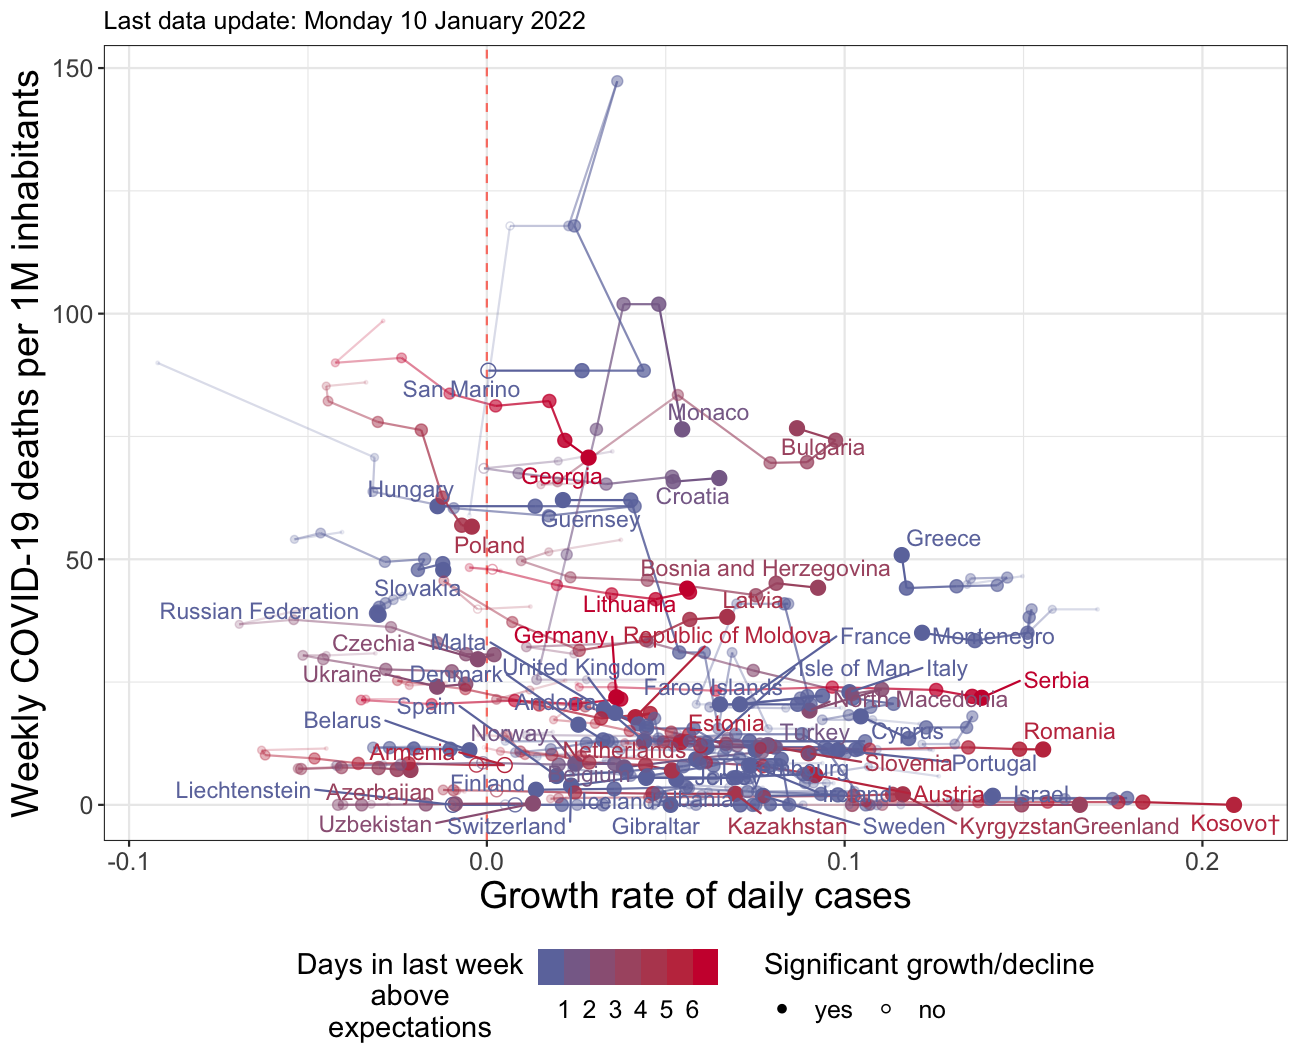 Last data update: Monday 10 January 2022
Weekly COVID-19 deaths per 1M inhabitants
150
100
50
0
San Marino
Monaco
Bulgaria
Georgia
Hungary
Croatia
Guernsey
Poland
Greece
Slovakia
Bosnia and Herzegovina
Lithuania
Latvia
Russian Federation
Germany
Republic of Moldova
France
Montenegro
Czechia
Malta
United Kingdom
Isle of Man
Italy
Ukraine
Denmark
Faroe Islands
Serbia
Spain
Andorra
North Macedonia
Belarus
Estonia
Norway
Turkey
Cyprus
Romania
Armenia
Netherlands
Slovenia
Portugal
Belgium
Finland
Jersey
Liechtenstein
Azerbaijan
Iceland
Albania
Ireland
Austria
Israel
Uzbekistan
Switzerland
Gibraltar
Kazakhstan
Sweden
Kyrgyzstan
Greenland
Kosovo†
-0.1
0.0
0.1
0.2
Growth rate of daily cases
Days in last week
above
expectations
1 2 3 4 5 6
Significant growth/decline
yes
no